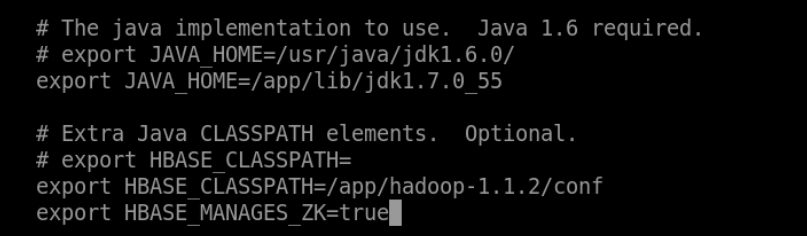 # The java implementation to use.  Java 1.6 required.
# export JAVA_HOME=/usr/java/jdk1.6.0/
export JAVA_HOME=/app/lib/jdk1.7.0_55
# Extra Java CLASSPATH elements.  Optional.
# export HBASE_CLASSPATH=
export HBASE_CLASSPATH=/app/hadoop-1.1.2/conf
export HBASE_MANAGES_ZK=true